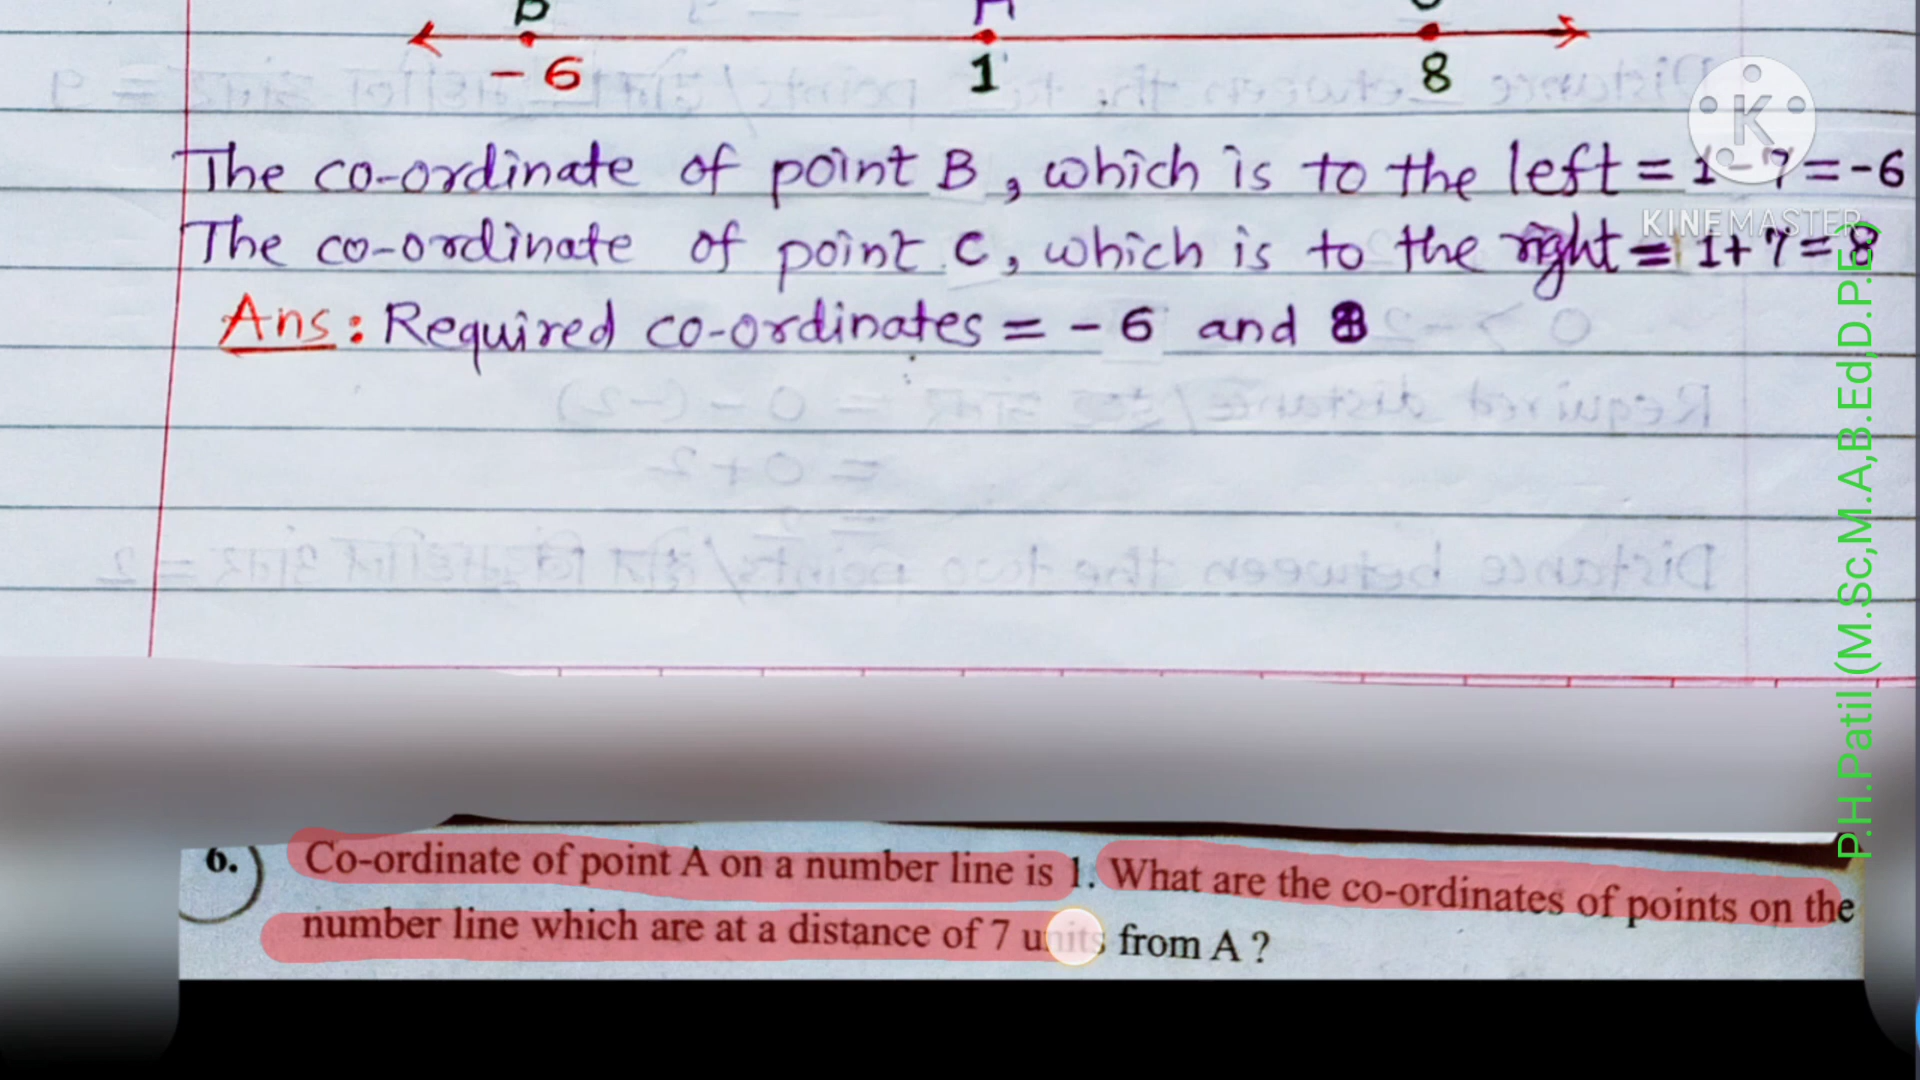 -6 1 8
The co-ordinate of point B, which is to the left = 1-7=-6
KINEMASTER
The co-ordinate of point C, which is to the right = 1+7=8
Ans: Required co-ordinates = -6 and 8
P.H.Patil (M.Sc,M.A,B.Ed,D.P.E.)
6. Co-ordinate of point A on a number line is 1. What are the co-ordinates of points on the
number line which are at a distance of 7 units from A ?